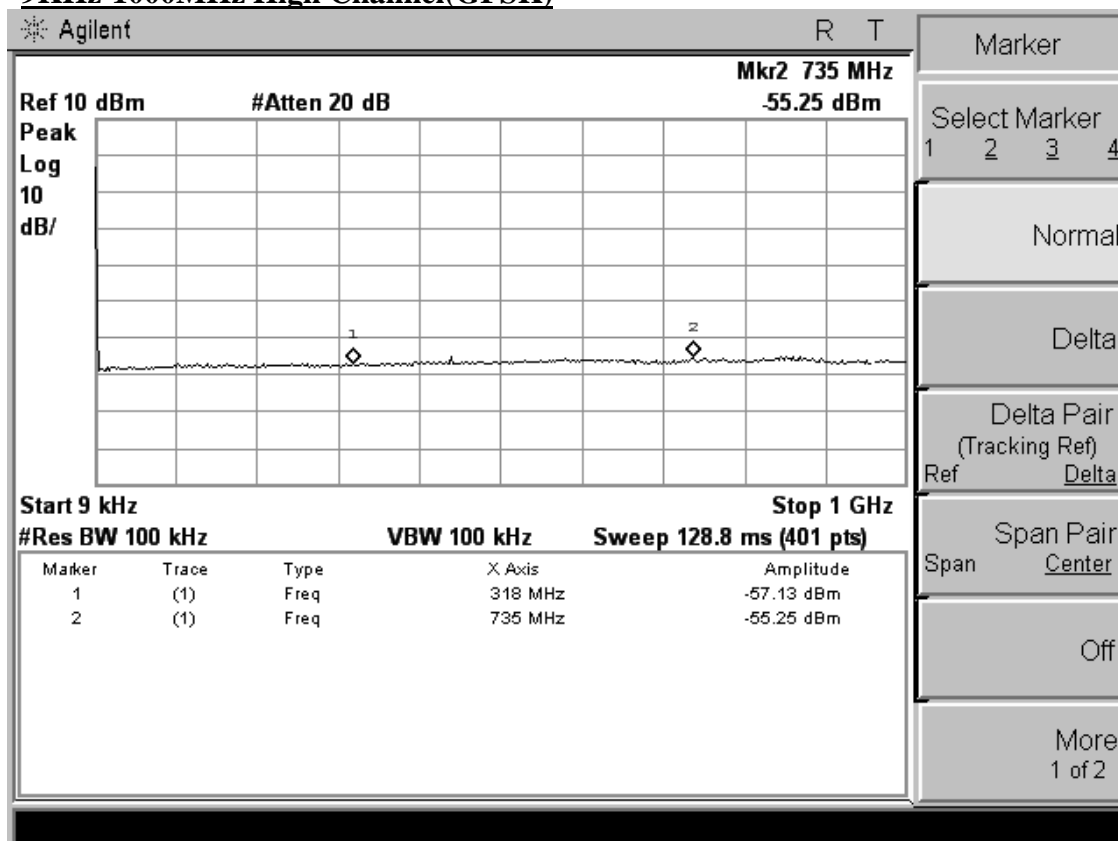 Agilent R T
Mkr2 735 MHz
Ref 10 dBm #Atten 20 dB -55.25 dBm
Peak
Log
10
dB/
1
2
Start 9 kHz Stop 1 GHz
#Res BW 100 kHz VBW 100 kHz Sweep 128.8 ms (401 pts)
Marker Trace Type X Axis Amplitude
1 (1) Freq 318 MHz -57.13 dBm
2 (1) Freq 735 MHz -55.25 dBm
Marker
Select Marker
1 2 3 4
Normal
Delta
Delta Pair
(Tracking Ref)
Ref Delta
Span Pair
Span Center
Off
More
1 of 2